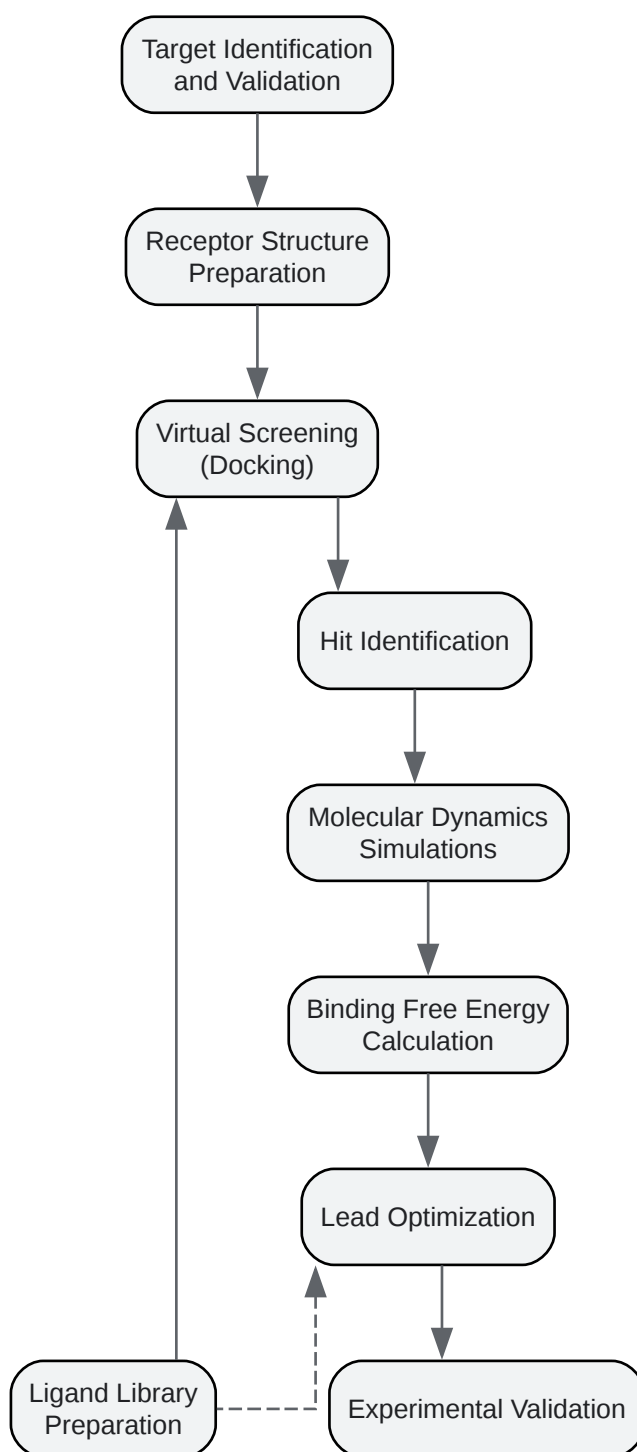 Target Identification
and Validation
Receptor Structure
Preparation
Virtual Screening
(Docking)
Hit Identification
Molecular Dynamics
Simulations
Binding Free Energy
Calculation
Lead Optimization
Ligand Library
Preparation
Experimental Validation